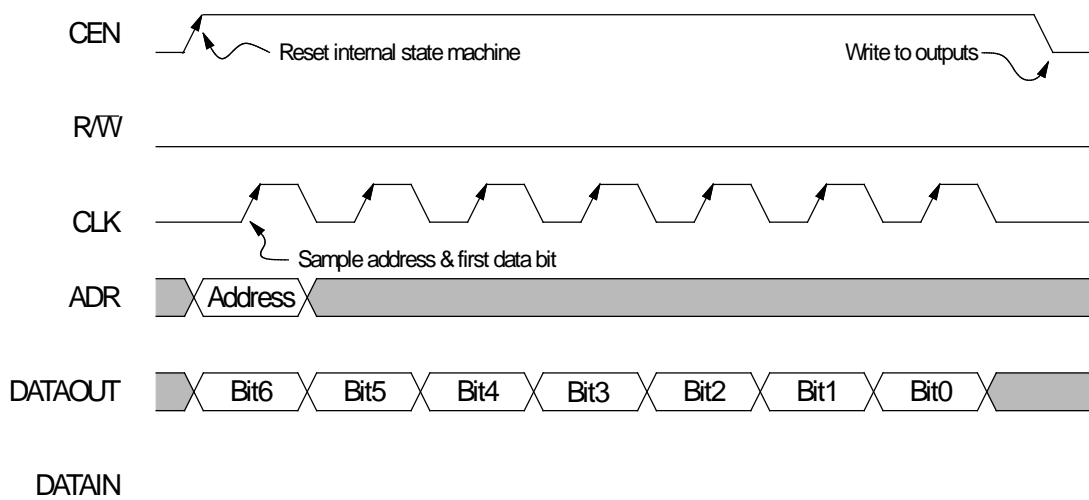 CEN
Reset internal state machine
Write to outputs
R/W̅
CLK
Sample address & first data bit
ADR
Address
DATAOUT
Bit6
Bit5
Bit4
Bit3
Bit2
Bit1
Bit0
DATAIN